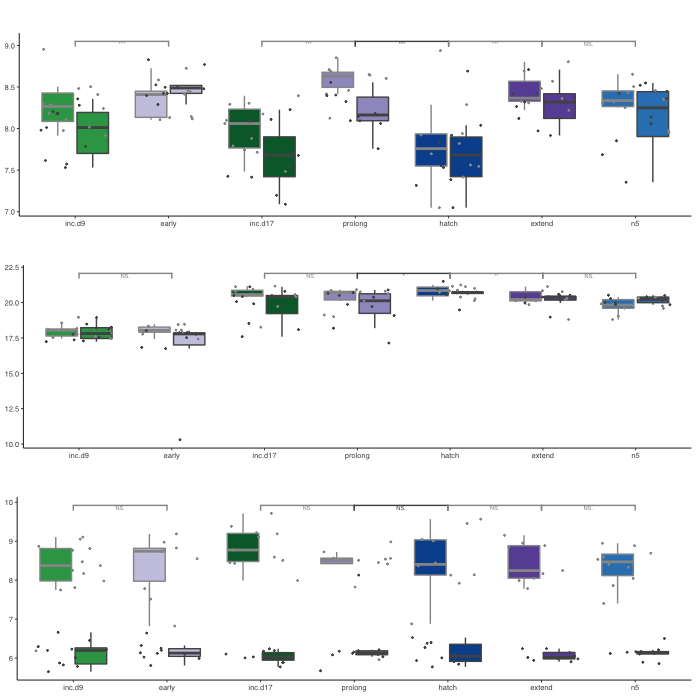 9.0
8.5
8.0
7.5
7.0
inc.d9 early inc.d17 prolong hatch extend n5
NS.
22.5
20.0
17.5
15.0
12.5
10.0
NS. NS. NS.
inc.d9 early inc.d17 prolong hatch extend n5
10
9
8
7
6
NS. NS. NS. NS. NS.
inc.d9 early inc.d17 prolong hatch extend n5